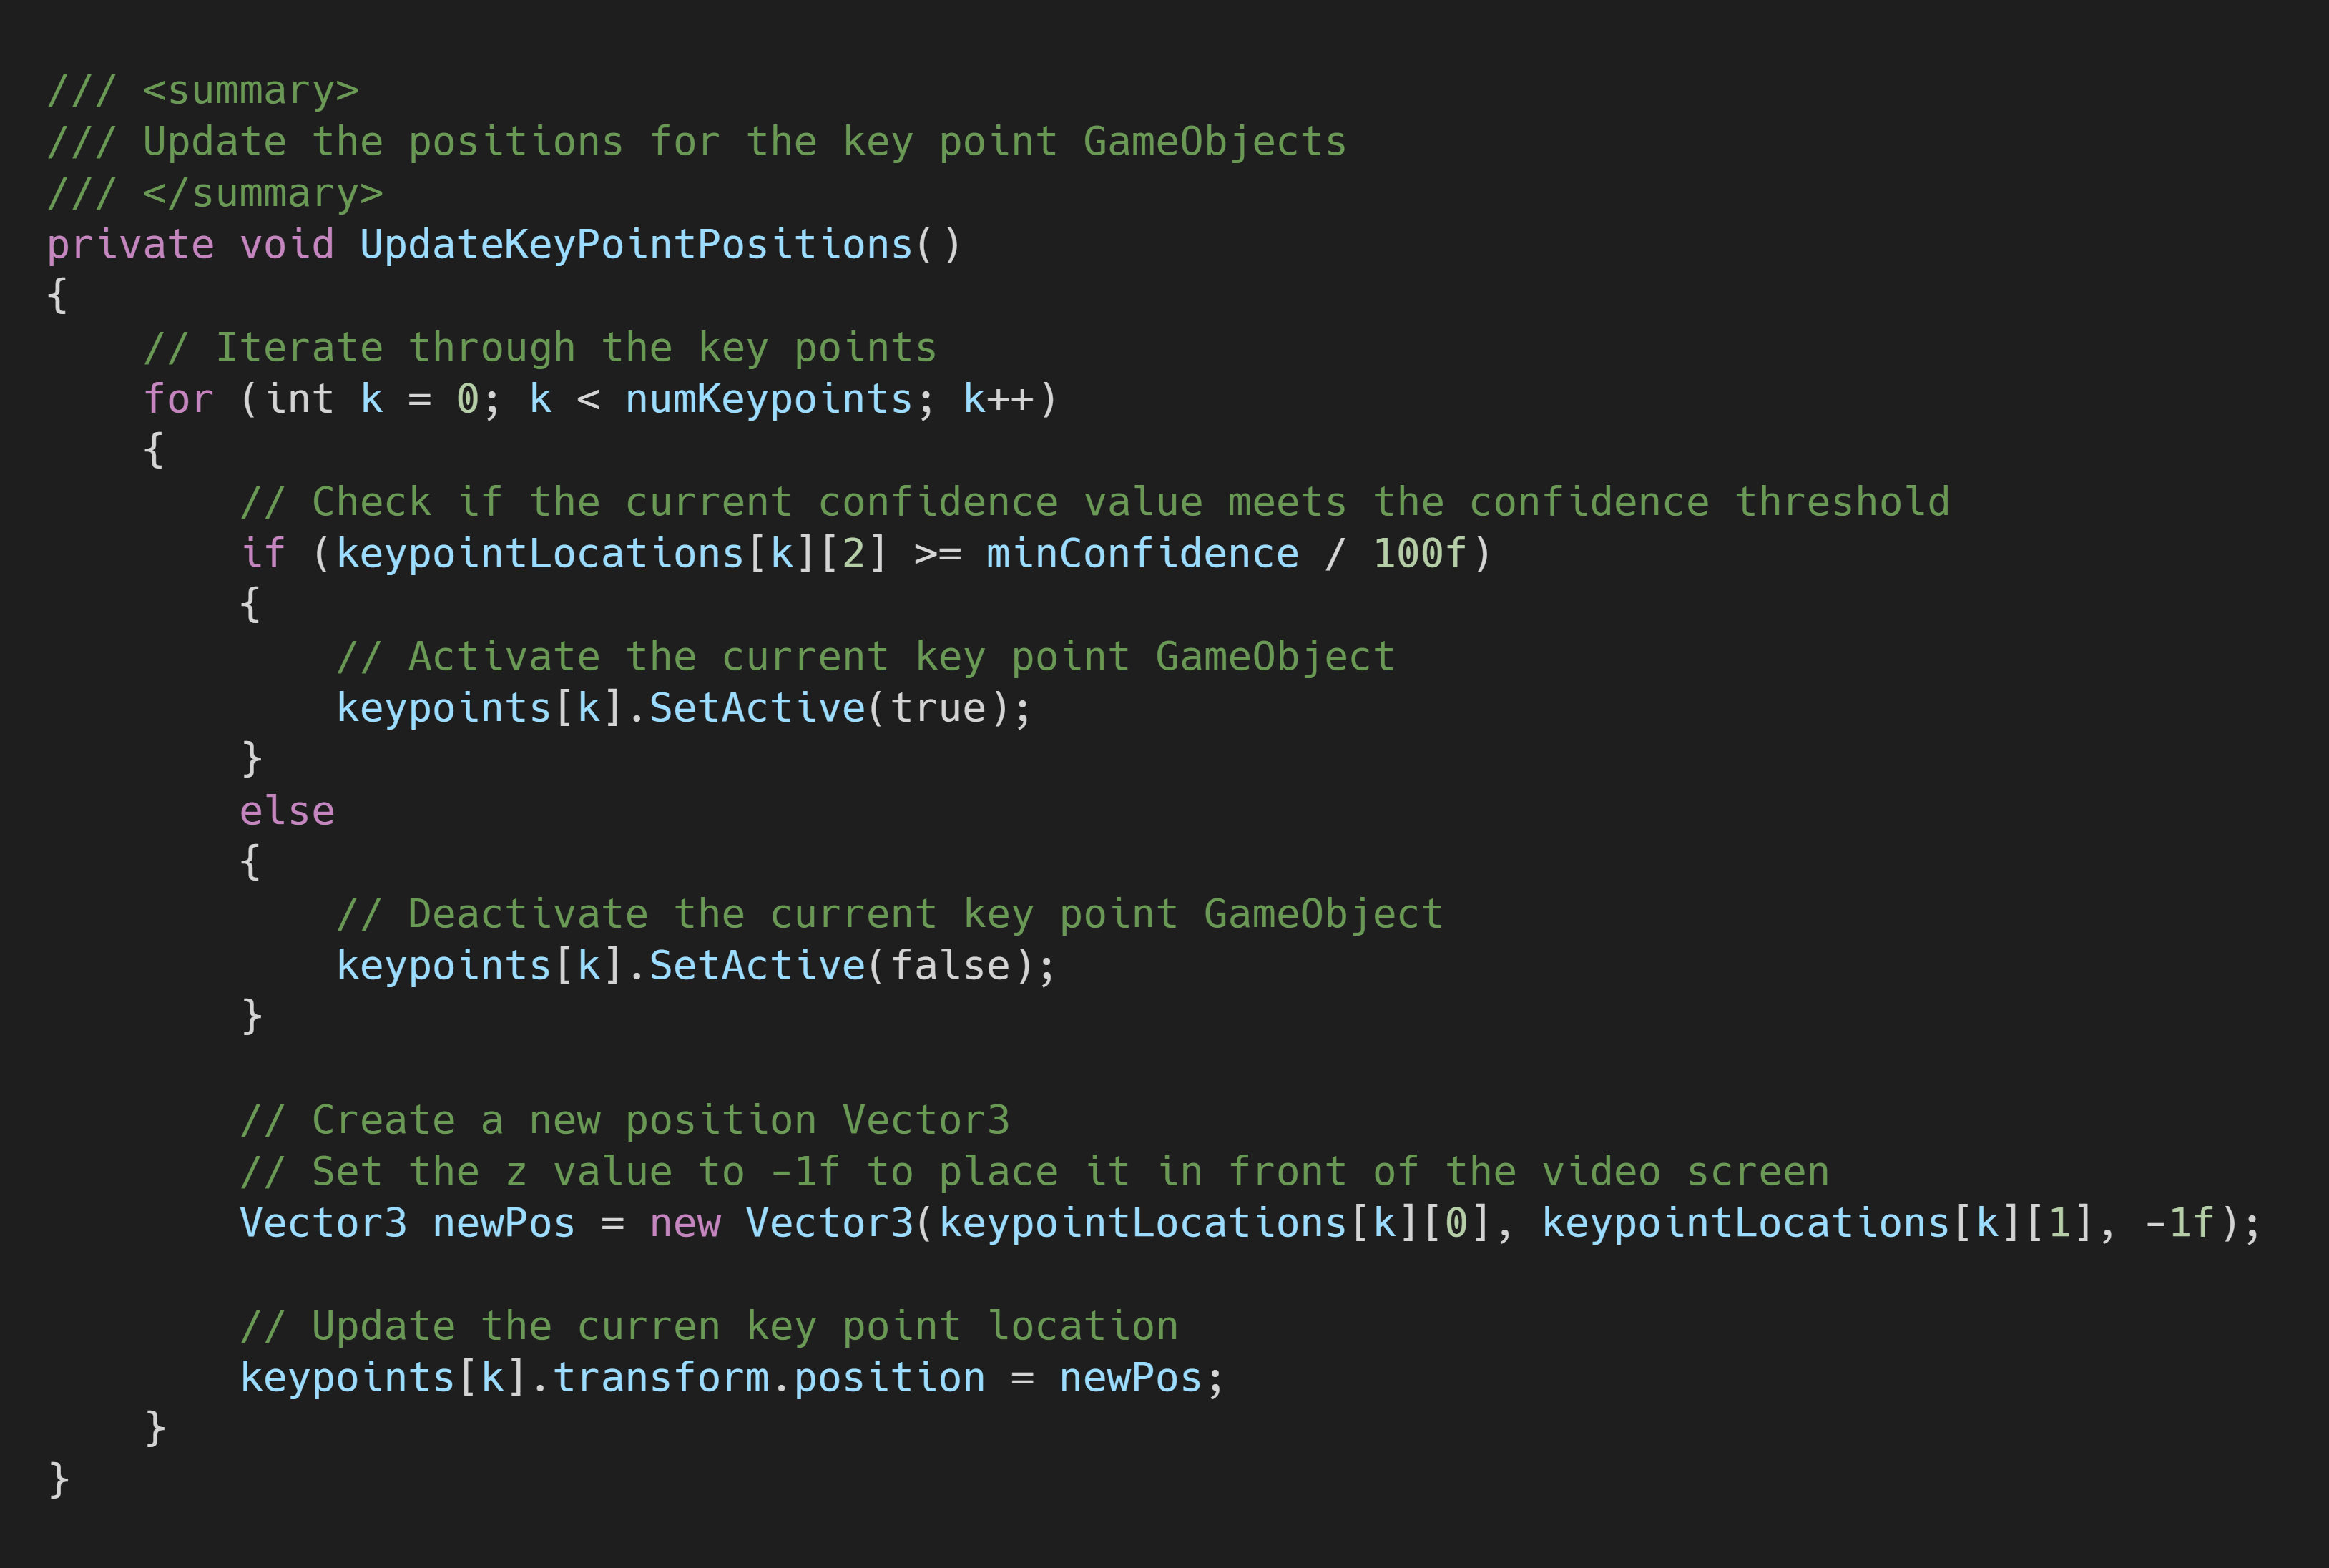 /// <summary>
/// Update the positions for the key point GameObjects
/// </summary>
private void UpdateKeyPointPositions()
{
    // Iterate through the key points
    for (int k = 0; k < numKeypoints; k++)
    {
        // Check if the current confidence value meets the confidence threshold
        if (keypointLocations[k][2] >= minConfidence / 100f)
        {
            // Activate the current key point GameObject
            keypoints[k].SetActive(true);
        }
        else
        {
            // Deactivate the current key point GameObject
            keypoints[k].SetActive(false);
        }

        // Create a new position Vector3
        // Set the z value to -1f to place it in front of the video screen
        Vector3 newPos = new Vector3(keypointLocations[k][0], keypointLocations[k][1], -1f);

        // Update the curren key point location
        keypoints[k].transform.position = newPos;
    }
}